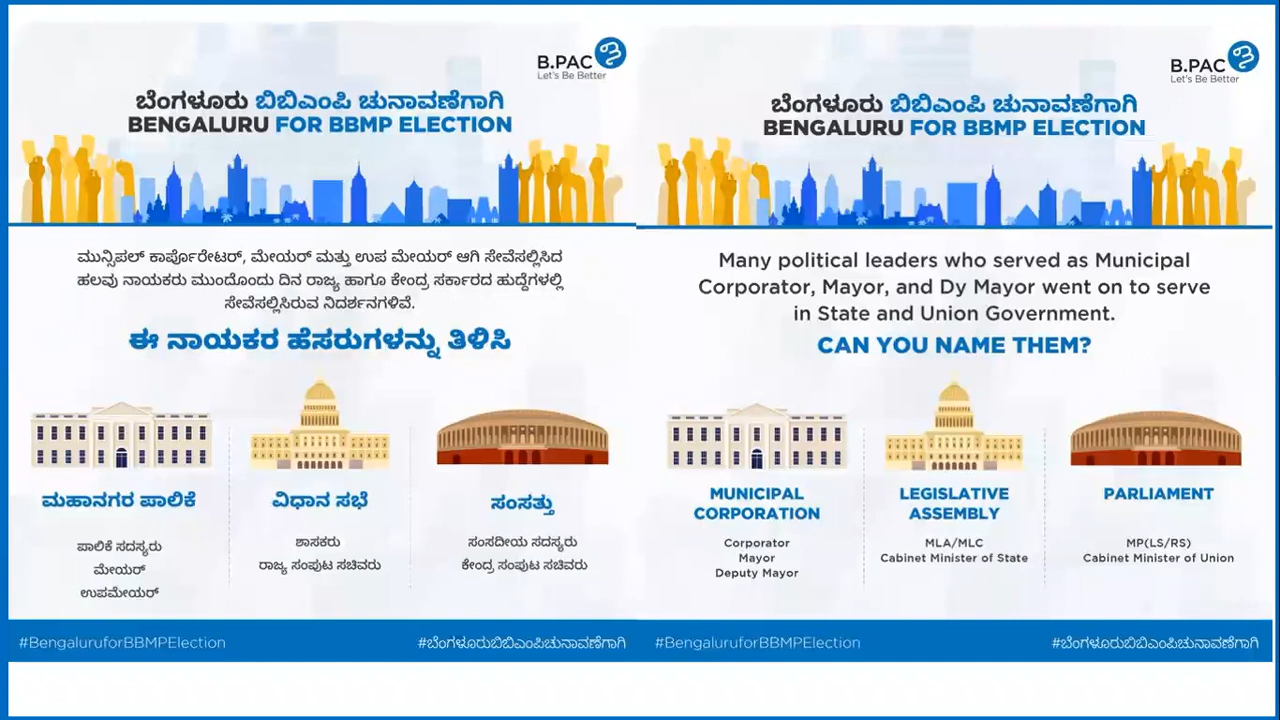 B.PAC
Let's Be Better
ಬೆಂಗಳೂರು ಬಿಬಿಎಂಪಿ ಚುನಾವಣೆಗಾಗಿ
BENGALURU FOR BBMP ELECTION
ಮುನ್ಸಿಪಲ್ ಕಾರ್ಪೊರೇಟರ್, ಮೇಯರ್ ಮತ್ತು ಉಪ ಮೇಯರ್ ಆಗಿ ಸೇವೆಸಲ್ಲಿಸಿದ
ಹಲವು ನಾಯಕರು ಮುಂದೊಂದು ದಿನ ರಾಜ್ಯ ಹಾಗೂ ಕೇಂದ್ರ ಸರ್ಕಾರದ ಹುದ್ದೆಗಳಲ್ಲಿ
ಸೇವೆಸಲ್ಲಿಸಿರುವ ನಿದರ್ಶನಗಳಿವೆ.
ಈ ನಾಯಕರ ಹೆಸರುಗಳನ್ನು ತಿಳಿಸಿ
ಮಹಾನಗರ ಪಾಲಿಕೆ
ಪಾಲಿಕೆ ಸದಸ್ಯರು
ಮೇಯರ್
ಉಪಮೇಯರ್
ವಿಧಾನ ಸಭೆ
ಶಾಸಕರು
ರಾಜ್ಯ ಸಂಪುಟ ಸಚಿವರು
ಸಂಸತ್ತು
ಸಂಸದೀಯ ಸದಸ್ಯರು
ಕೇಂದ್ರ ಸಂಪುಟ ಸಚಿವರು
#BengaluruforBBMPElection
#ಬೆಂಗಳೂರುಬಿಬಿಎಂಪಿಚುನಾವಣೆಗಾಗಿ
B.PAC
Let's Be Better
ಬೆಂಗಳೂರು ಬಿಬಿಎಂಪಿ ಚುನಾವಣೆಗಾಗಿ
BENGALURU FOR BBMP ELECTION
Many political leaders who served as Municipal
Corporator, Mayor, and Dy Mayor went on to serve
in State and Union Government.
CAN YOU NAME THEM?
MUNICIPAL
CORPORATION
Corporator
Mayor
Deputy Mayor
LEGISLATIVE
ASSEMBLY
MLA/MLC
Cabinet Minister of State
PARLIAMENT
MP(LS/RS)
Cabinet Minister of Union
#BengaluruforBBMPElection
#ಬೆಂಗಳೂರುಬಿಬಿಎಂಪಿಚುನಾವಣೆಗಾಗಿ